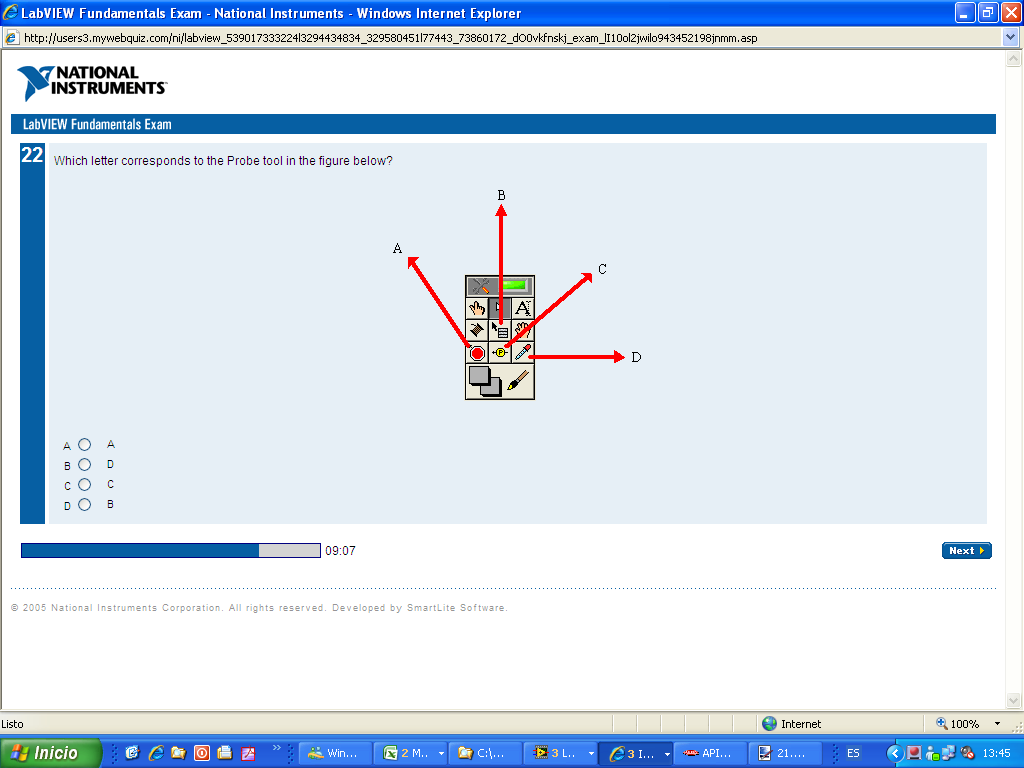 LabVIEW Fundamentals Exam - National Instruments - Windows Internet Explorer
http://users3.mywebquiz.com/ni/labview_539017333224l3294434834_329580451l77443_73860172_dO0vkfnskj_exam_lI10ol2jwilo943452198jnmm.asp
NATIONAL
INSTRUMENTS
LabVIEW Fundamentals Exam
22 Which letter corresponds to the Probe tool in the figure below?
B
A
C
A
P
D
A A
B D
C C
D B
09:07
Next
© 2005 National Instruments Corporation. All rights reserved. Developed by SmartLite Software.
Listo Internet 100%
Inicio Win... 2 M... C:\... 3 L... 3 I... API... 21.... ES 13:45